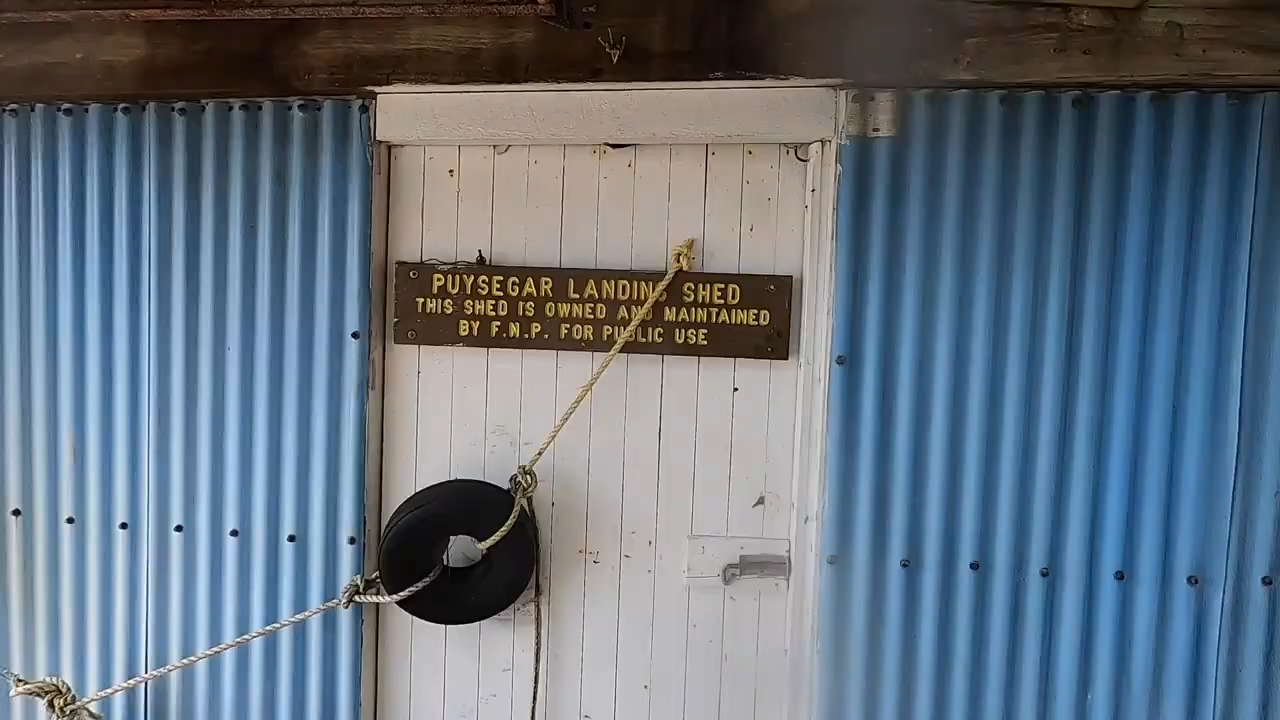 PUYSEGAR LANDING SHED
THIS SHED IS OWNED AND MAINTAINED
BY F.N.P. FOR PUBLIC USE